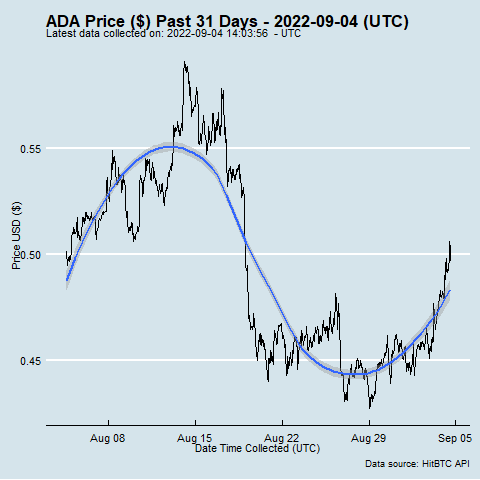 ADA Price ($) Past 31 Days - 2022-09-04 (UTC)
Latest data collected on: 2022-09-04 14:03:56 - UTC
0.55
0.50
0.45
Price USD ($)
Aug 08
Aug 15
Aug 22
Aug 29
Sep 05
Date Time Collected (UTC)
Data source: HitBTC API